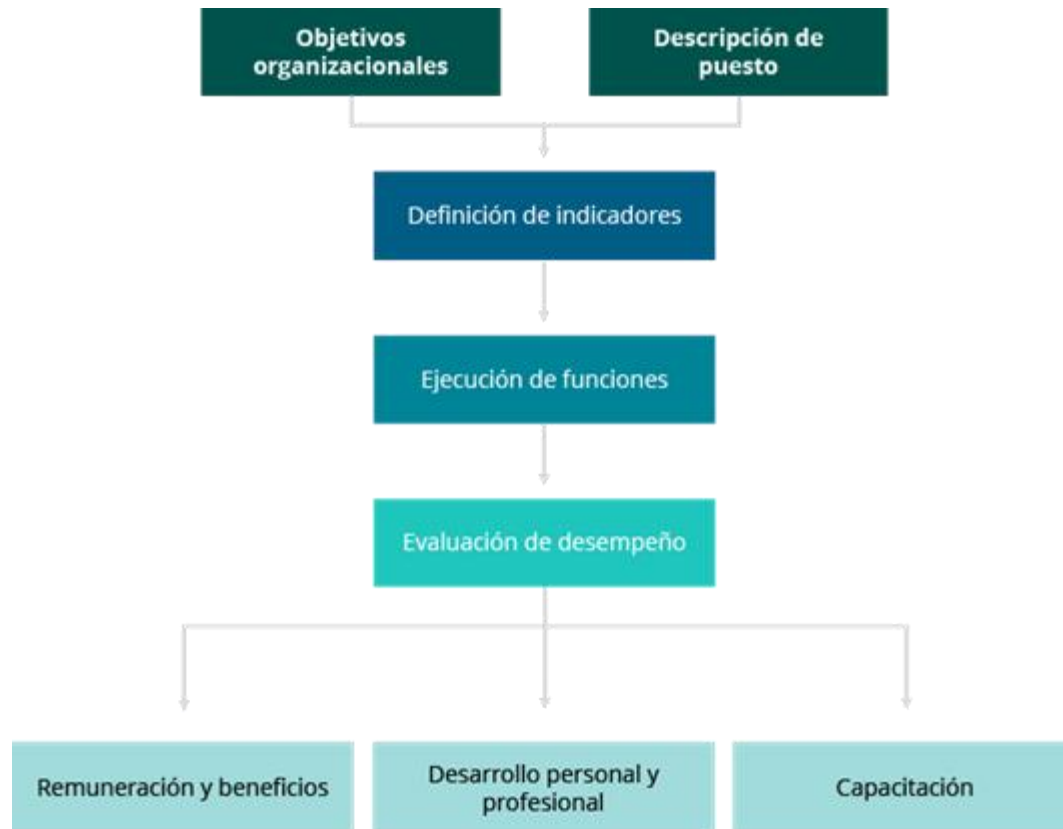 Objetivos
organizacionales
Descripción de
puesto
Definición de indicadores
Ejecución de funciones
Evaluación de desempeño
Remuneración y beneficios
Desarrollo personal y
profesional
Capacitación